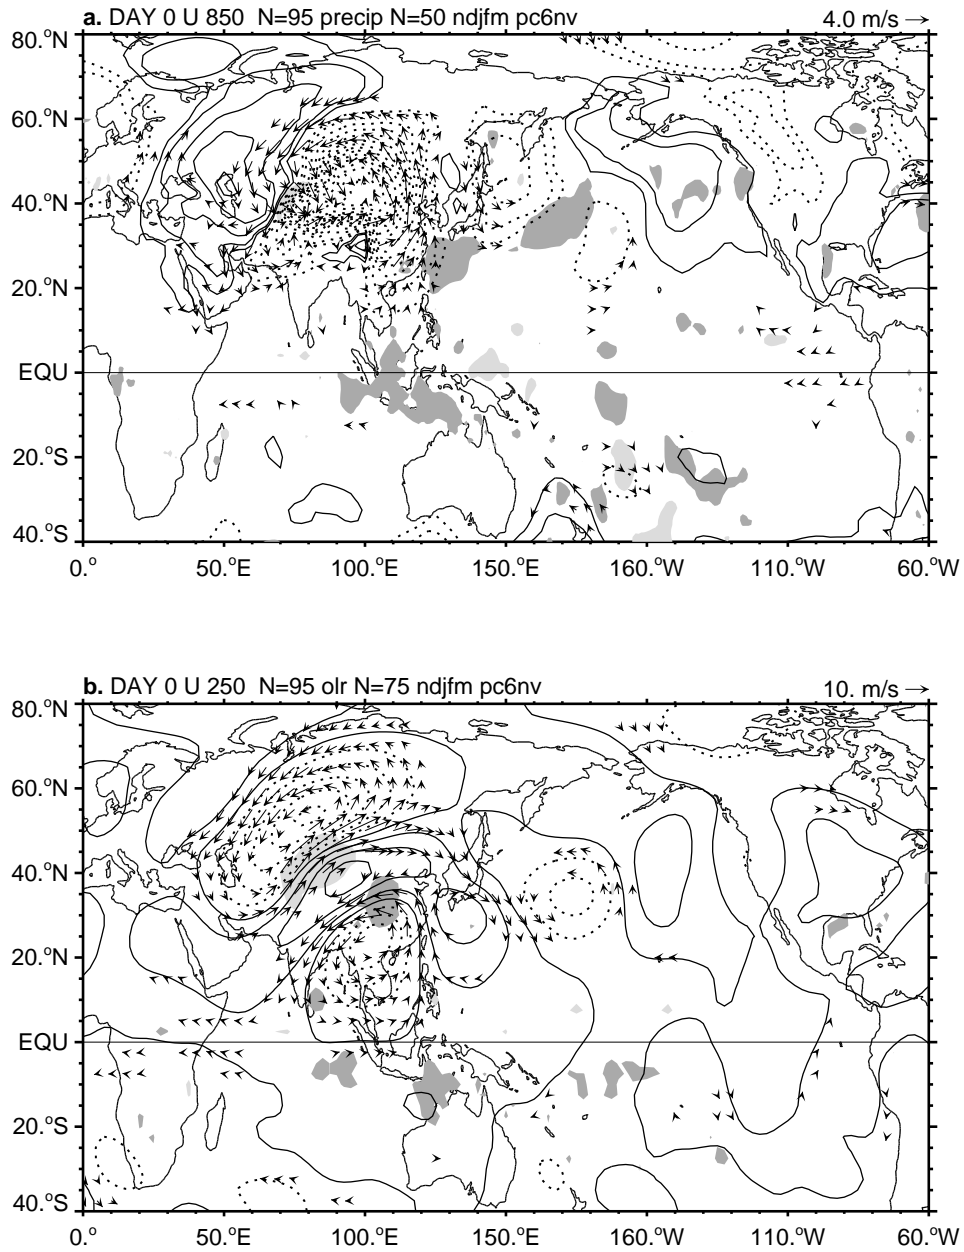 a. DAY 0 U 850 N=95 precip N=50 ndjfm pc6nv 4.0 m/s →
80.°N
60.°N
40.°N
20.°N
EQU
20.°S
40.°S
0.° 50.°E 100.°E 150.°E 160.°W 110.°W 60.°W
b. DAY 0 U 250 N=95 olr N=75 ndjfm pc6nv 10. m/s →
80.°N
60.°N
40.°N
20.°N
EQU
20.°S
40.°S
0.° 50.°E 100.°E 150.°E 160.°W 110.°W 60.°W